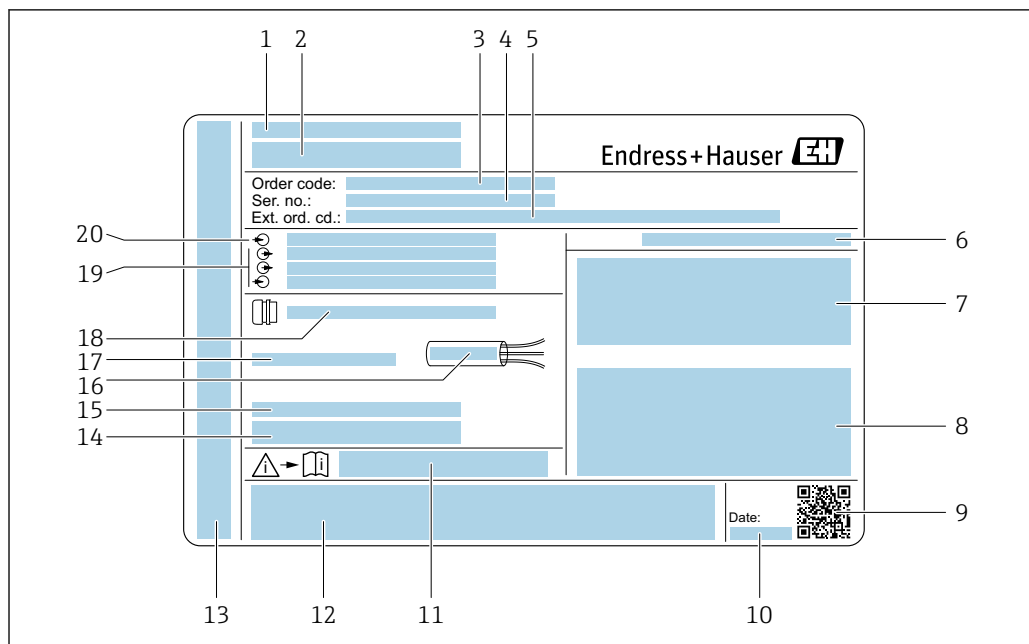 1 2 3 4 5
Endress+Hauser EH
Order code:
Ser. no.:
Ext. ord. cd.:
20
19
6
7
18
17
16
15
14
8
i i
Date:
9
13 12 11 10